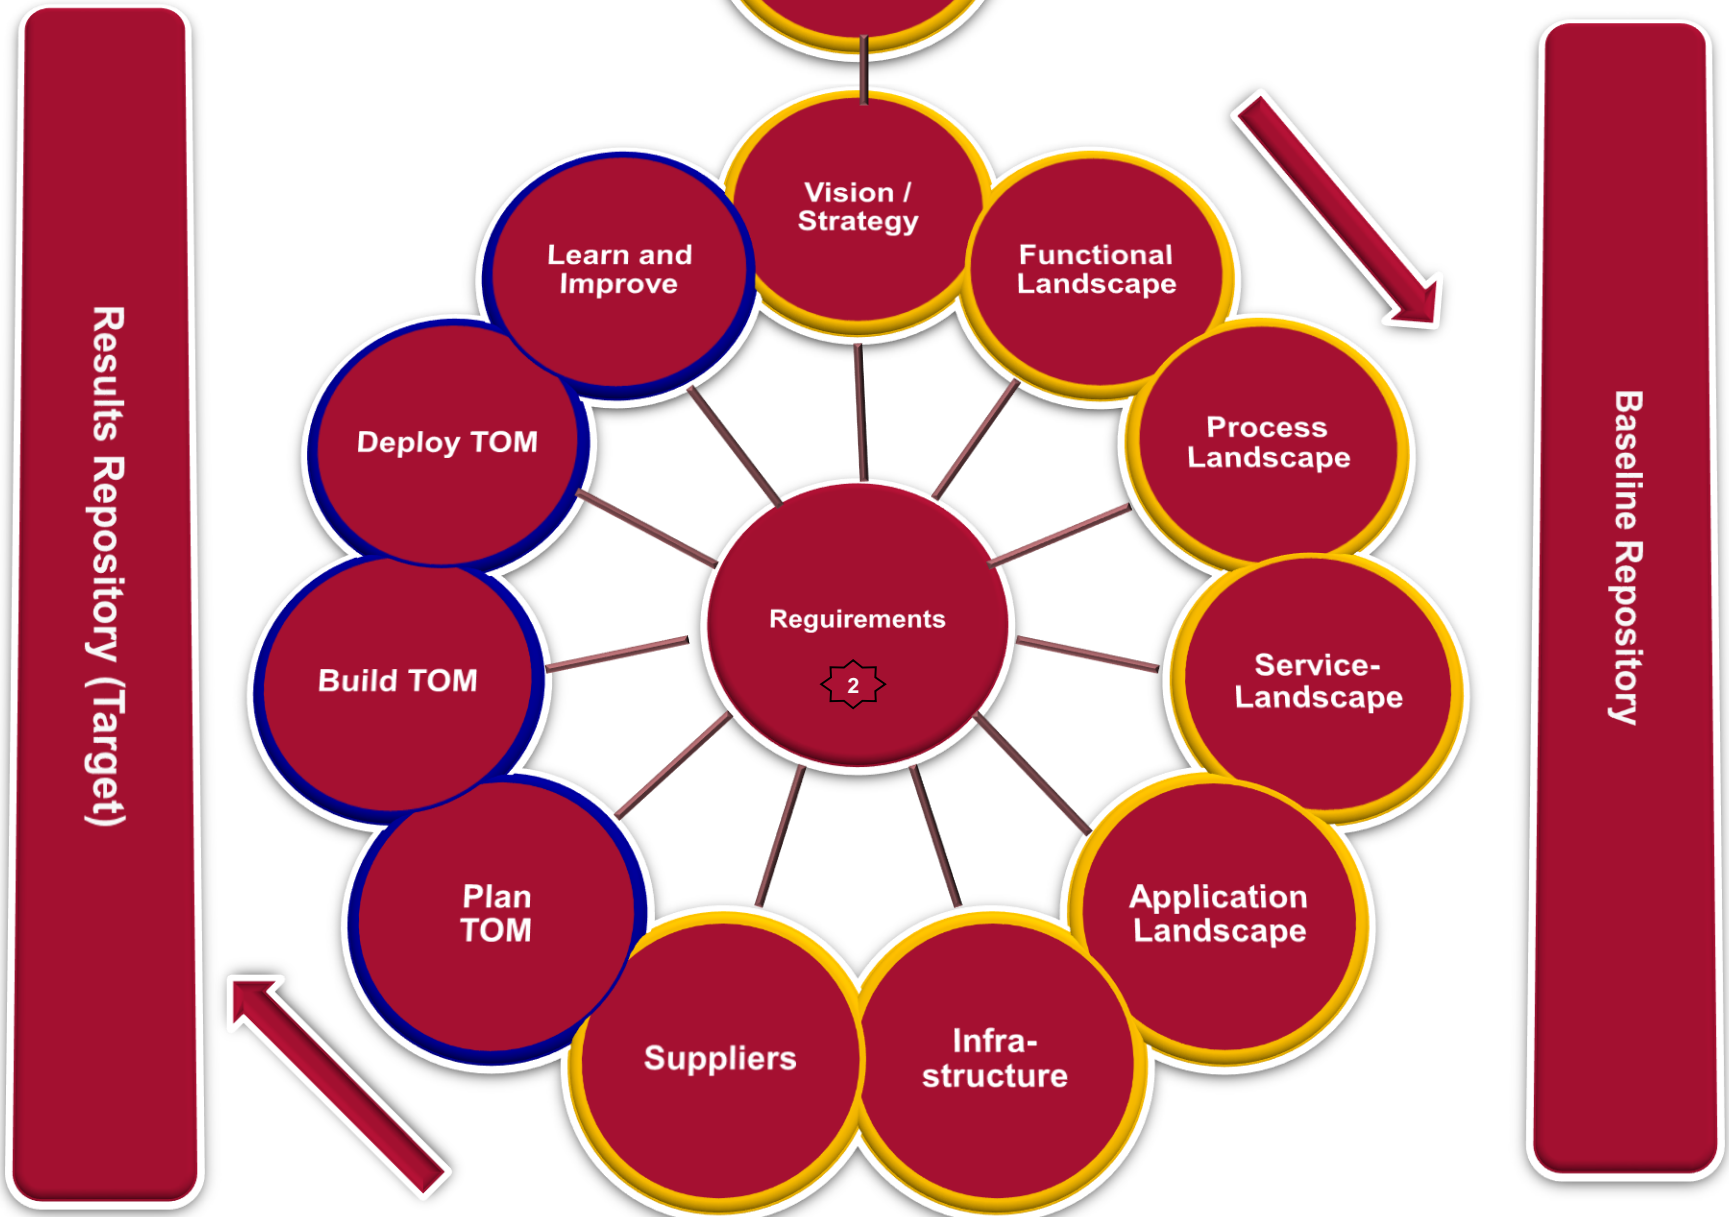 Vision /
Strategy
Learn and
Improve
Functional
Landscape
Deploy TOM
Process
Landscape
Build TOM
Reguirements
2
Service-
Landscape
Plan
TOM
Application
Landscape
Suppliers
Infra-
structure
Results Repository (Target)
Baseline Repository